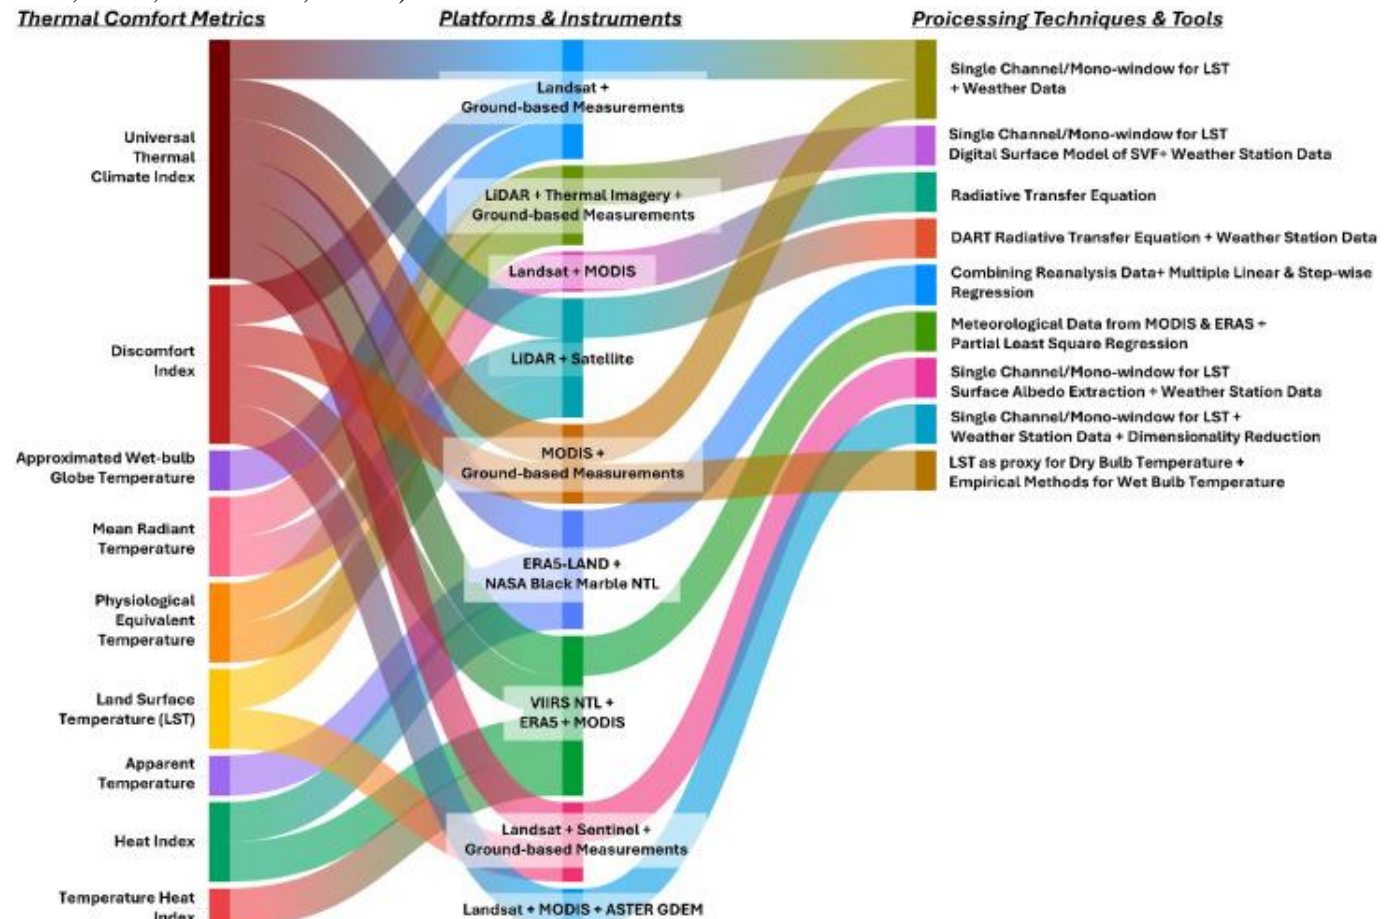 Thermal Comfort Metrics
Platforms & Instruments
Proicessing Techniques & Tools
Universal
Thermal
Climate Index
Discomfort
Index
Approximated Wet-bulb
Globe Temperature
Mean Radiant
Temperature
Physiological
Equivalent
Temperature
Land Surface
Temperature (LST)
Apparent
Temperature
Heat Index
Temperature Heat
Index
Landsat +
Ground-based Measurements
LiDAR + Thermal Imagery +
Ground-based Measurements
Landsat + MODIS
LiDAR + Satellite
MODIS +
Ground-based Measurements
ERA5-LAND +
NASA Black Marble NTL
VIIRS NTL +
ERA5 + MODIS
Landsat + Sentinel +
Ground-based Measurements
Landsat + MODIS + ASTER GDEM
Single Channel/Mono-window for LST
+ Weather Data
Single Channel/Mono-window for LST
Digital Surface Model of SVF+ Weather Station Data
Radiative Transfer Equation
DART Radiative Transfer Equation + Weather Station Data
Combining Reanalysis Data+ Multiple Linear & Step-wise
Regression
Meteorological Data from MODIS & ERAS +
Partial Least Square Regression
Single Channel/Mono-window for LST
Surface Albedo Extraction + Weather Station Data
Single Channel/Mono-window for LST +
Weather Station Data + Dimensionality Reduction
LST as proxy for Dry Bulb Temperature +
Empirical Methods for Wet Bulb Temperature